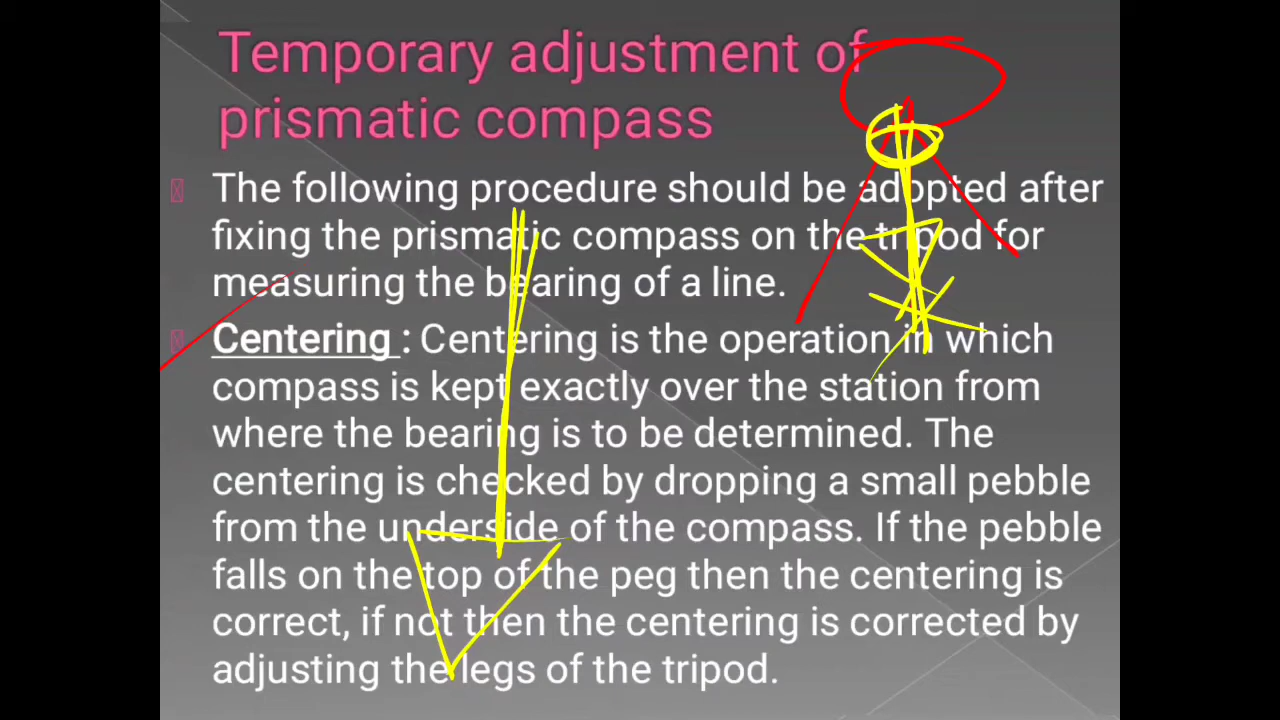 Temporary adjustment of
prismatic compass
The following procedure should be adopted after
fixing the prismatic compass on the tripod for
measuring the bearing of a line.
Centering : Centering is the operation in which
compass is kept exactly over the station from
where the bearing is to be determined. The
centering is checked by dropping a small pebble
from the underside of the compass. If the pebble
falls on the top of the peg then the centering is
correct, if not then the centering is corrected by
adjusting the legs of the tripod.